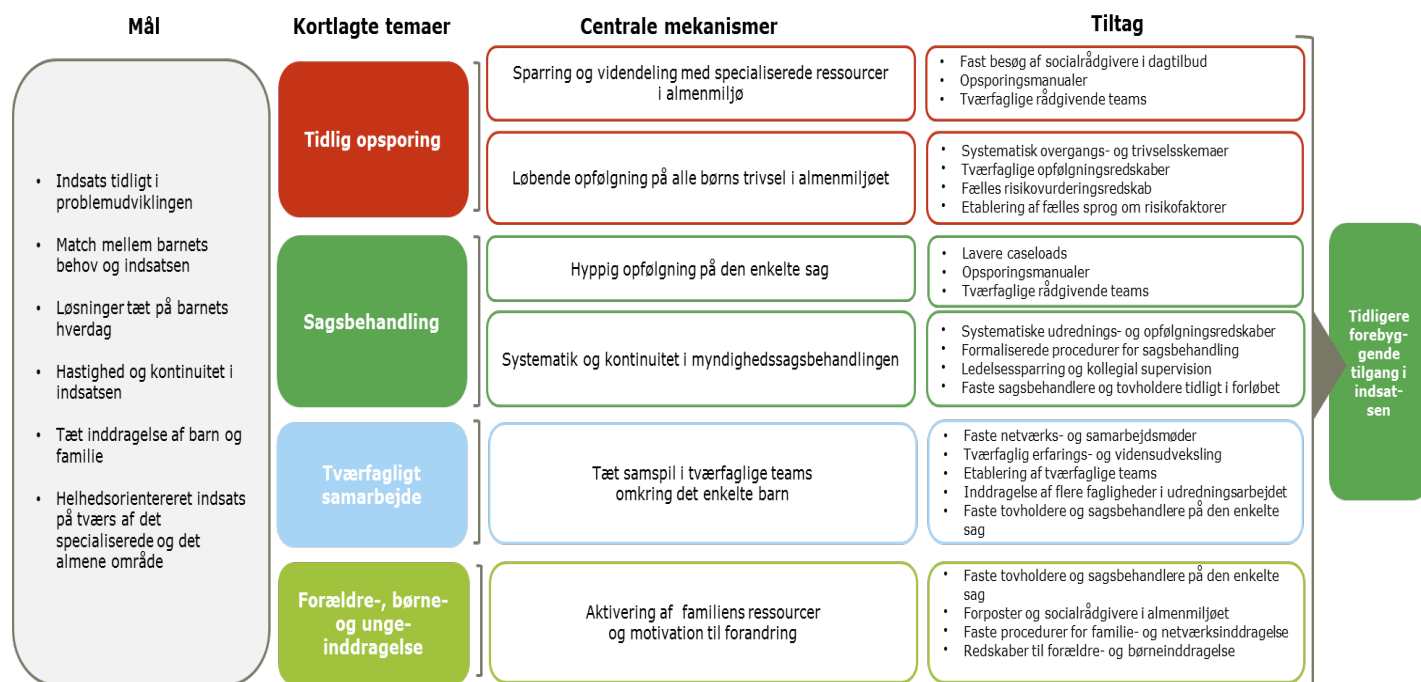 Mål
Kortlagte temaer
Centrale mekanismer
Tiltag
• Indsats tidligt i
problemudviklingen
• Match mellem barnets
behov og indsatsen
• Løsninger tæt på barnets
hverdag
• Hastighed og kontinuitet i
indsatsen
• Tæt inddragelse af barn og
familie
• Helhedsorientereret indsats
på tværs af det
specialiserede og det
almene område
Tidlig opsporing
Sparring og videndeling med specialiserede ressourcer
i almenmiljø
• Fast besøg af socialrådgivere i dagtilbud
• Opsporingsmanualer
• Tværfaglige rådgivende teams
Løbende opfølgning på alle børns trivsel i almenmiljøet
• Systematisk overgangs- og trivselsskemaer
• Tværfaglige opfølgningsredskaber
• Fælles risikovurderingsredskab
• Etablering af fælles sprog om risikofaktorer
Sagsbehandling
Hyppig opfølgning på den enkelte sag
• Lavere caseloads
• Opsporingsmanualer
• Tværfaglige rådgivende teams
Systematik og kontinuitet i myndighedssagsbehandlingen
• Systematiske udrednings- og opfølgningsredskaber
• Formaliserede procedurer for sagsbehandling
• Ledelsessparring og kollegial supervision
• Faste sagsbehandlere og tovholdere tidligt i forløbet
Tværfagligt
samarbejde
Tæt samspil i tværfaglige teams
omkring det enkelte barn
• Faste netværks- og samarbejdsmøder
• Tværfaglig erfarings- og vidensudveksling
• Etablering af tværfaglige teams
• Inddragelse af flere fagligheder i udredningsarbejdet
• Faste tovholdere og sagsbehandlere på den enkelte
sag
Forældre-, børne-
og unge-
inddragelse
Aktivering af familiens ressourcer
og motivation til forandring
• Faste tovholdere og sagsbehandlere på den enkelte
sag
• Forposter og socialrådgivere i almenmiljøet
• Faste procedurer for familie- og netværksinddragelse
• Redskaber til forældre- og børneinddragelse
Tidligere
forebyg-
gende
tilgang i
indsat-
sen